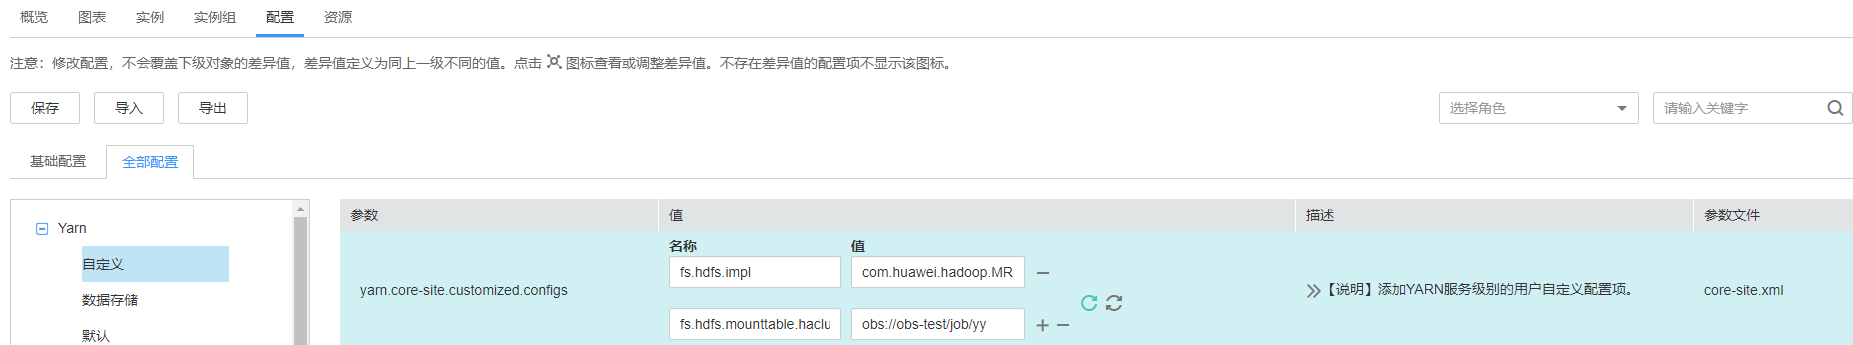 概览 图表 实例 实例组 配置 资源
注意：修改配置，不会覆盖下级对象的差异值，差异值定义为同上一级不同的值。点击 图标查看或调整差异值。不存在差异值的配置项不显示该图标。
保存 导入 导出 选择角色 请输入关键字
基础配置 全部配置
Yarn
自定义
数据存储
默认
参数 值 描述 参数文件
名称 值
fs.hdfs.impl com.huawei.hadoop.MR
yarn.core-site.customized.configs 【说明】添加YARN服务级别的用户自定义配置项。 core-site.xml
fs.hdfs.mounttable.haclu obs://obs-test/job/yy